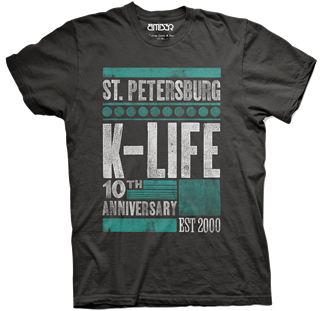 ST. PETERSBURG
K-LIFE
10TH
ANNIVERSARY
EST 2000